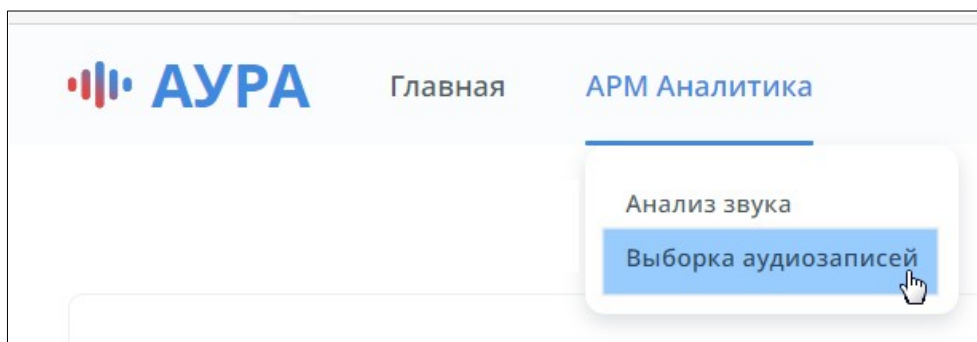 АУРА Главная АРМ Аналитика
Анализ звука
Выборка аудиозаписей